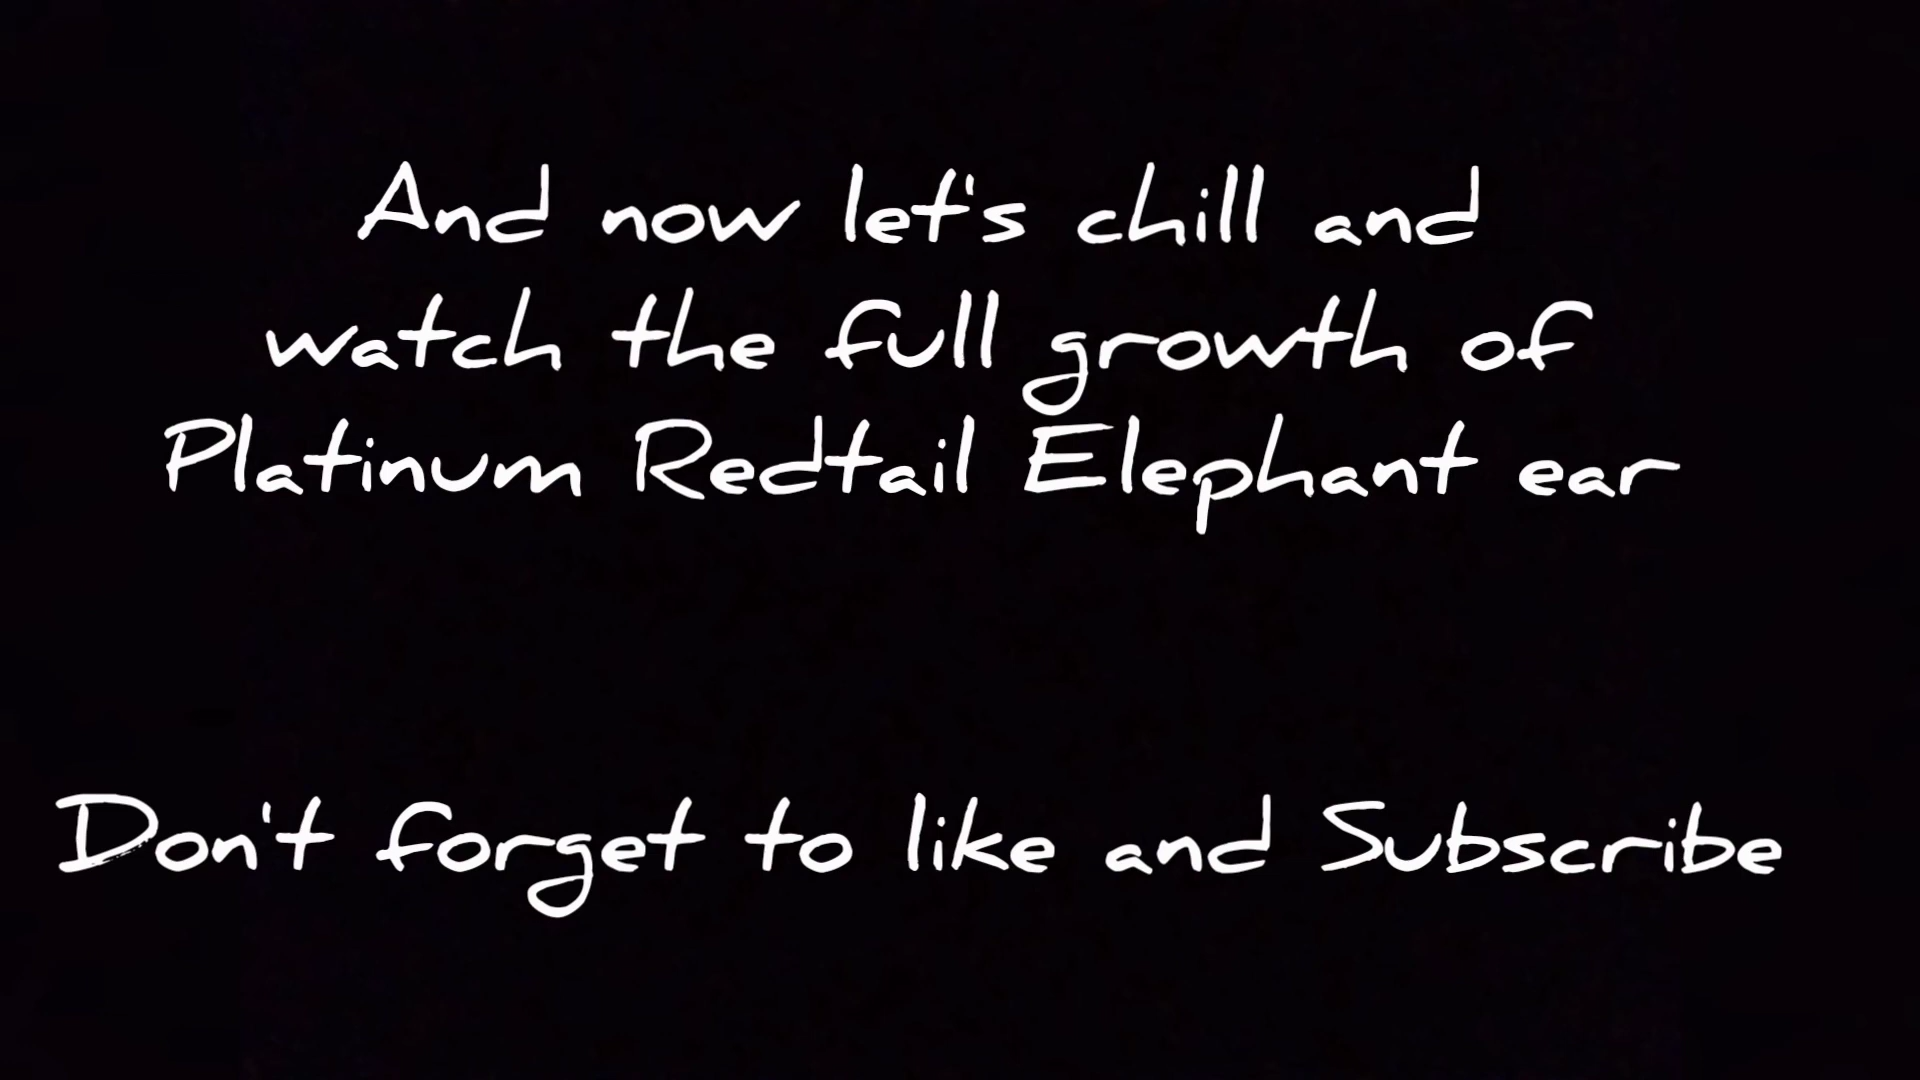 And now let's chill and
watch the full growth of
Platinum Redtail Elephant ear
Don't forget to like and Subscribe